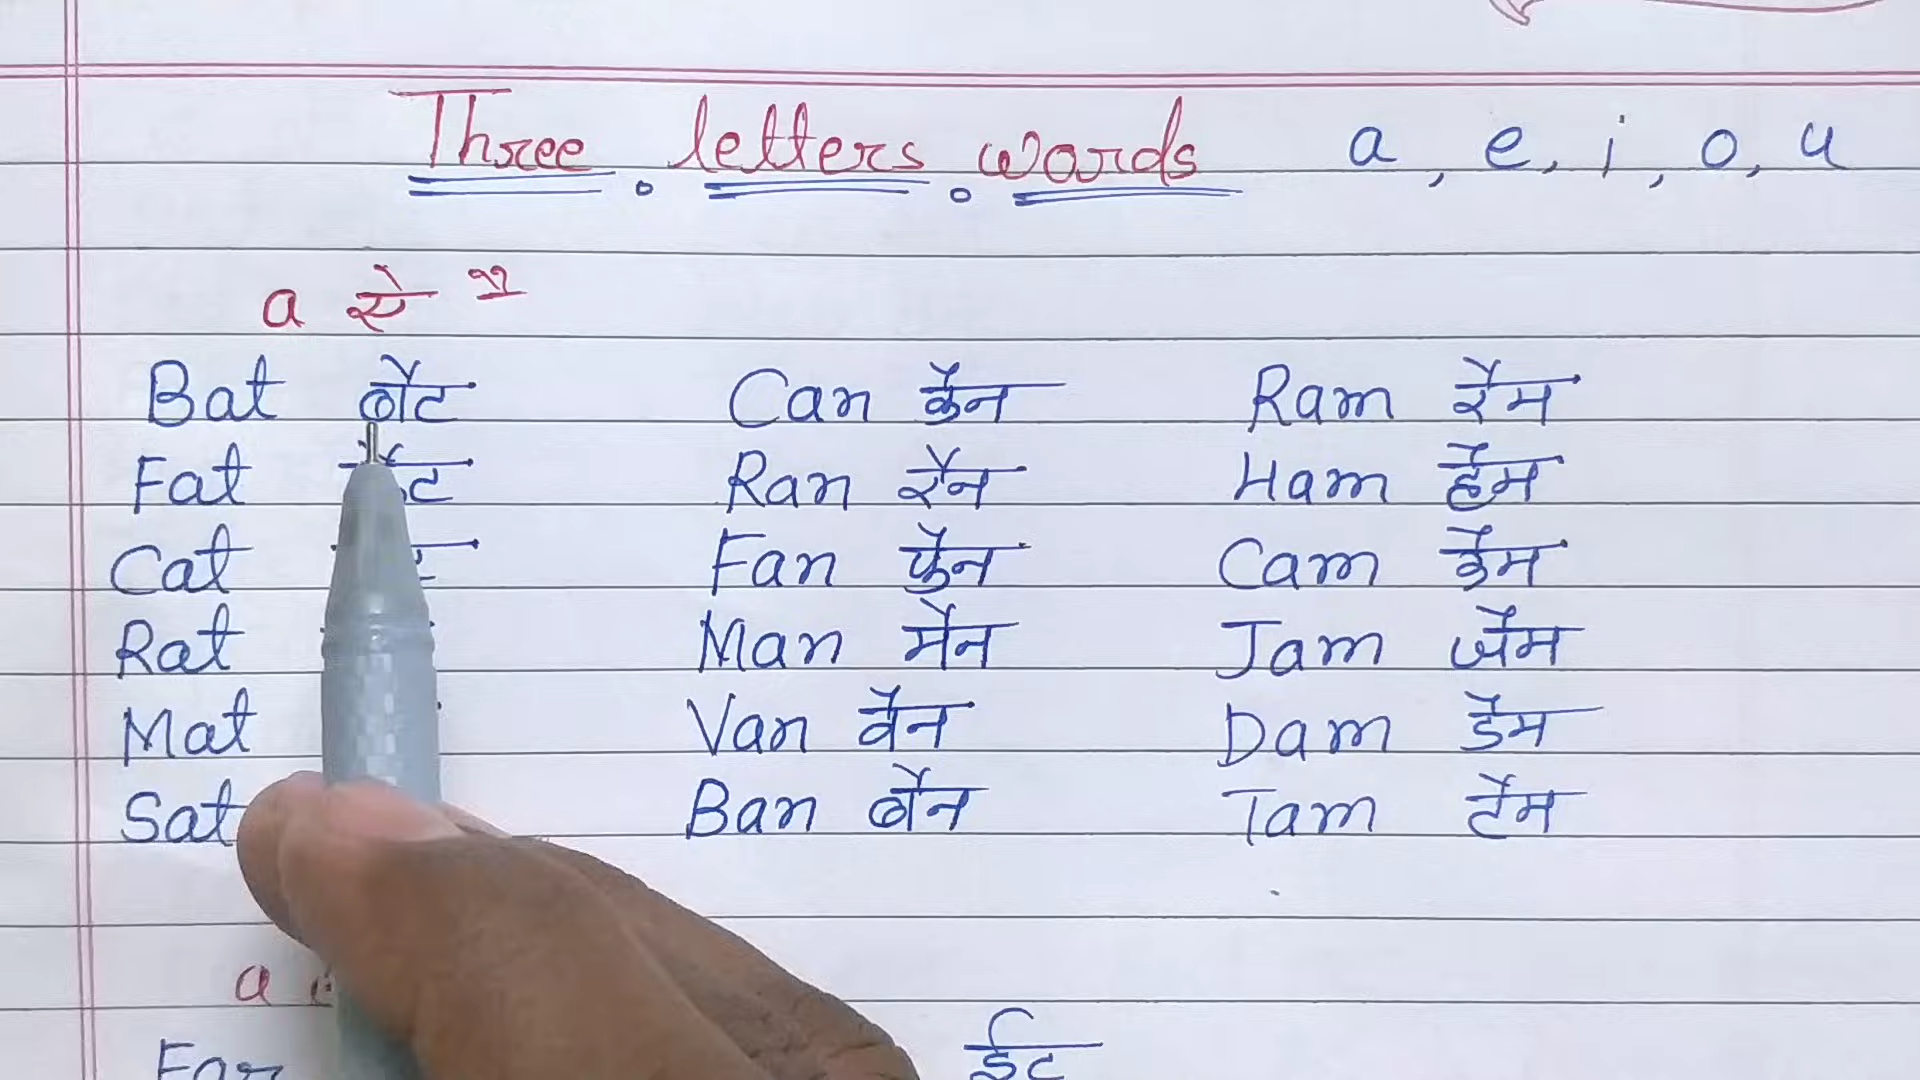 Three letters words a, e, i, o, u
a से
Bat बैट Can कैन Ram रैम
Fat Ran रैन Ham हैम
Cat Fan फैन Cam कैम
Rat Man मैन Jam जैम
Mat Van वैन Dam डैम
Sat Ban बैन Tam टैम
a
Far ईट